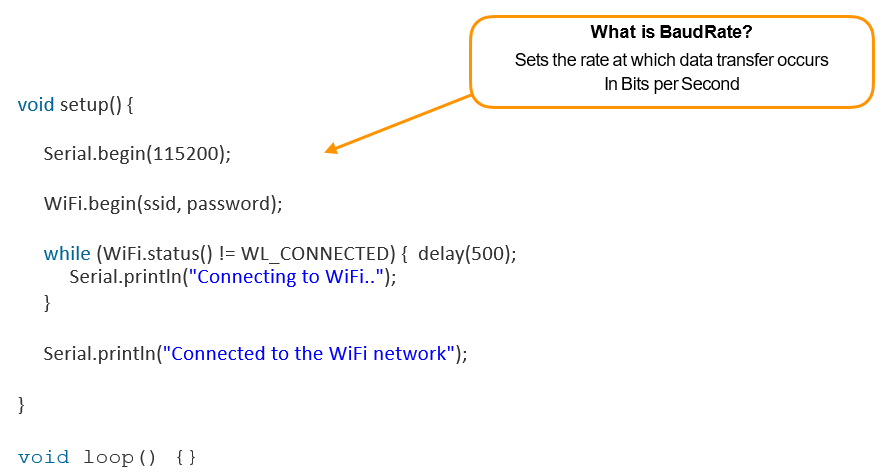 What is BaudRate?
Sets the rate at which data transfer occurs
In Bits per Second
void setup() {
Serial.begin(115200);
WiFi.begin(ssid, password);
while (WiFi.status() != WL_CONNECTED) {  delay(500);
Serial.println("Connecting to WiFi..");
}
Serial.println("Connected to the WiFi network");
}
void loop() {}